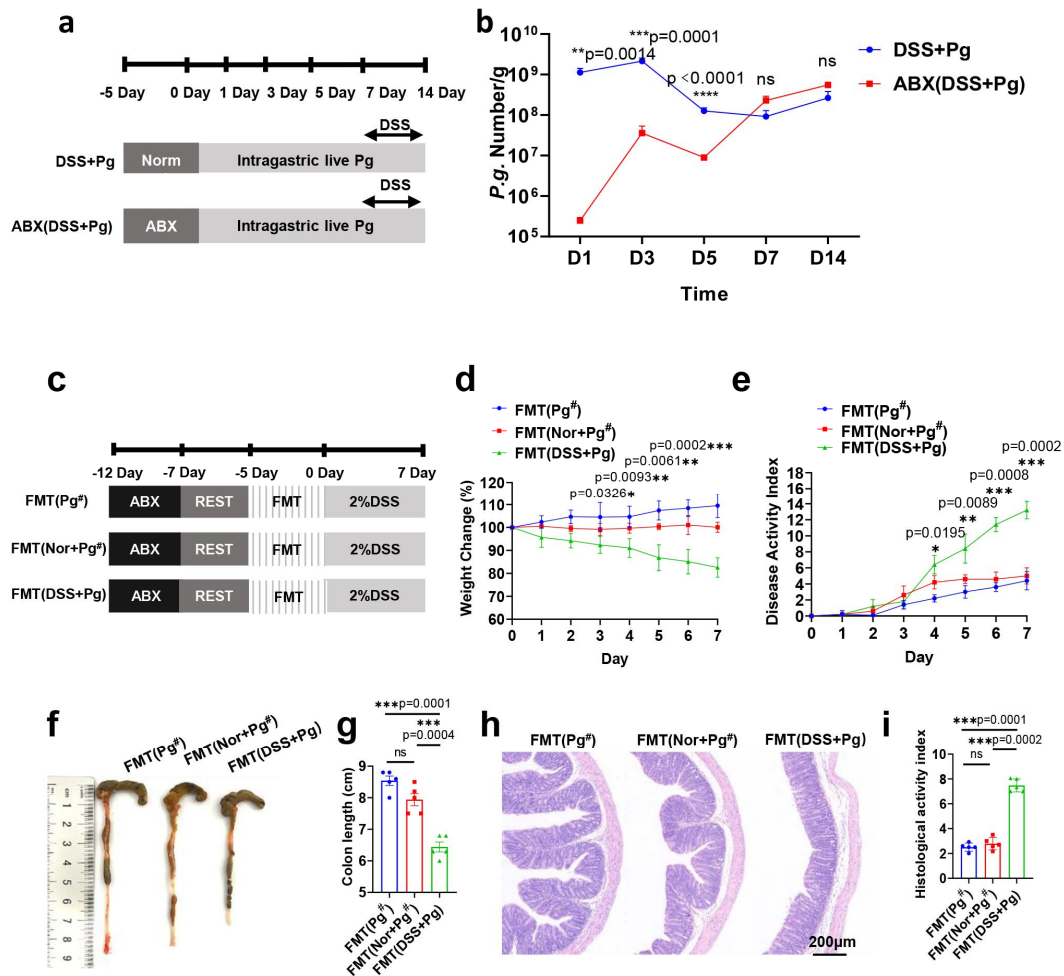 a
-5 Day 0 Day 1 Day 3 Day 5 Day 7 Day 14 Day
DSS
DSS+Pg Norm Intragastric live Pg
DSS
ABX(DSS+Pg) ABX Intragastric live Pg
b
P.g. Number/g
10^10
10^9
10^8
10^7
10^6
10^5
**p=0.0014
***p=0.0001
p <0.0001
****
ns
ns
D1 D3 D5 D7 D14
Time
DSS+Pg
ABX(DSS+Pg)
c
-12 Day -7 Day -5 Day 0 Day 7 Day
FMT(Pg#) ABX REST FMT 2%DSS
FMT(Nor+Pg#) ABX REST FMT 2%DSS
FMT(DSS+Pg) ABX REST FMT 2%DSS
d
FMT(Pg#)
FMT(Nor+Pg#)
FMT(DSS+Pg)
p=0.0002 ***
p=0.0061 **
p=0.0093 **
p=0.0326 *
Weight Change (%)
120
110
100
90
80
70
60
0 1 2 3 4 5 6 7
Day
e
FMT(Pg#)
FMT(Nor+Pg#)
FMT(DSS+Pg)
p=0.0002
***
p=0.0008
***
p=0.0089
**
p=0.0195
*
Disease Activity Index
18
16
14
12
10
8
6
4
2
0
0 1 2 3 4 5 6 7
Day
f
FMT(Pg#)
FMT(Nor+Pg#)
FMT(DSS+Pg)
cm
1
2
3
4
5
6
7
8
9
g
***p=0.0001
***
p=0.0004
ns
Colon length (cm)
9
8
7
6
5
FMT(Pg#)
FMT(Nor+Pg#)
FMT(DSS+Pg)
h
FMT(Pg#) FMT(Nor+Pg#) FMT(DSS+Pg)
200μm
i
***p=0.0001
***p=0.0002
ns
Histological activity index
10
8
6
4
2
0
FMT(Pg#)
FMT(Nor+Pg#)
FMT(DSS+Pg)